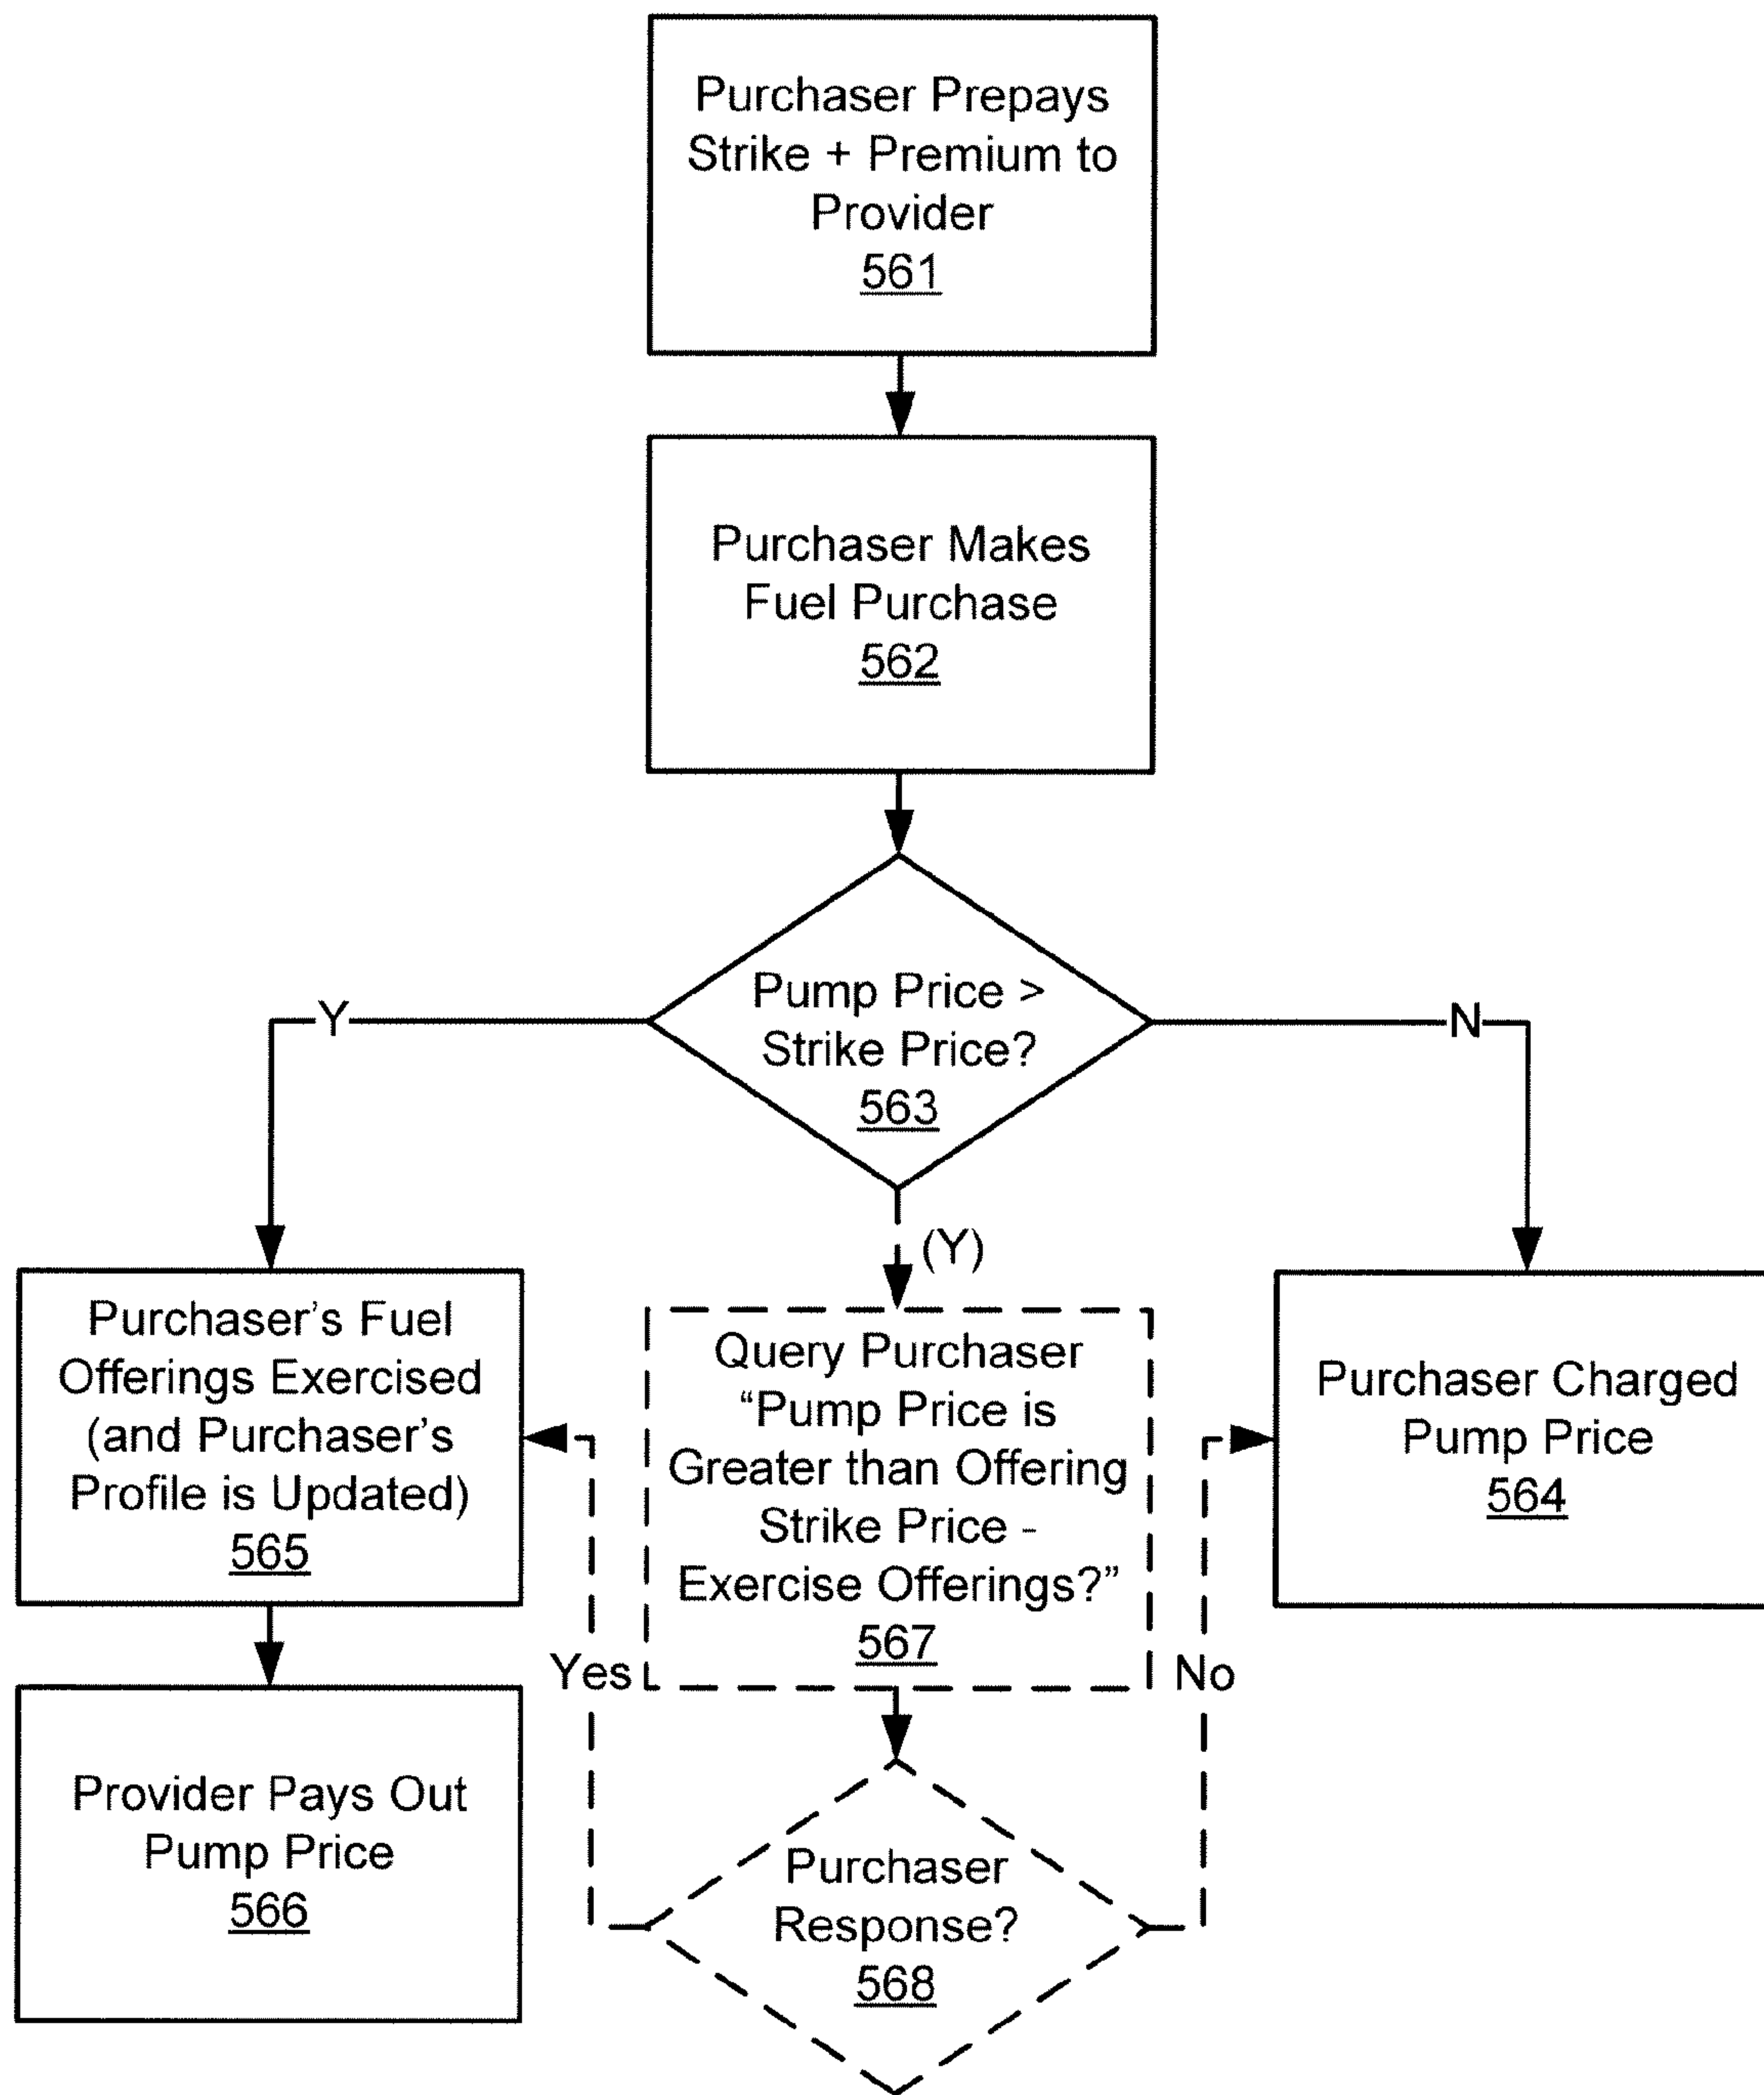 Purchaser Prepays
Strike + Premium to
Provider
561
Purchaser Makes
Fuel Purchase
562
Pump Price >
Strike Price?
563
Y
N
(Y)
Purchaser’s Fuel
Offerings Exercised
(and Purchaser’s
Profile is Updated)
565
Query Purchaser
“Pump Price is
Greater than Offering
Strike Price -
Exercise Offerings?”
567
Purchaser Charged
Pump Price
564
Yes
No
Provider Pays Out
Pump Price
566
Purchaser
Response?
568